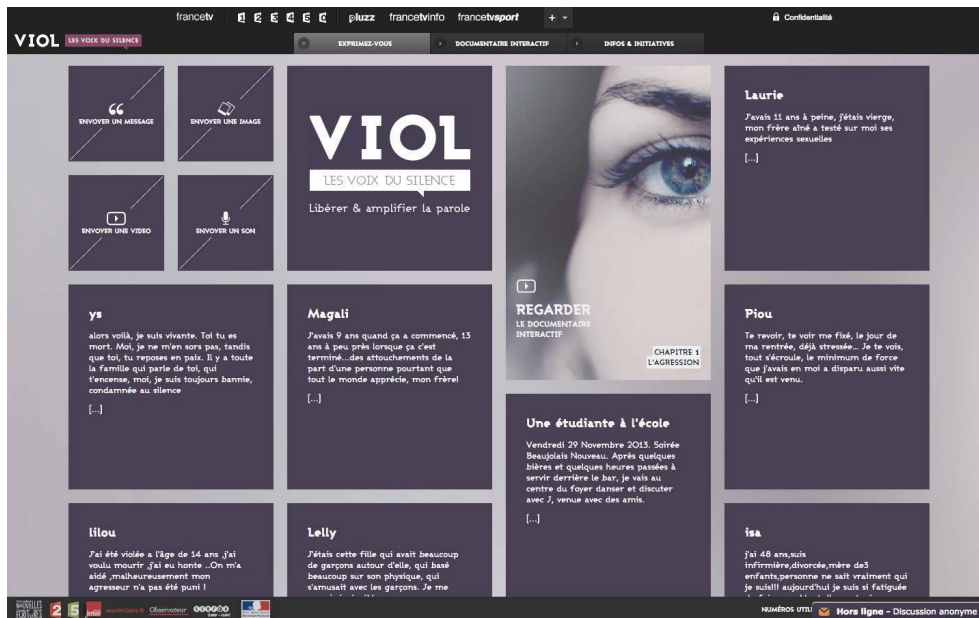 francetv 1 2 3 4 5 Ô pluzz francetvinfo francetvsport + Confidentialité
VIOL LES VOIX DU SILENCE
EXPRIMEZ-VOUS
DOCUMENTAIRE INTERACTIF
INFOS & INITIATIVES
ENVOYER UN MESSAGE
ENVOYER UNE IMAGE
ENVOYER UNE VIDEO
ENVOYER UN SON
VIOL
LES VOIX DU SILENCE
Libérer & amplifier la parole
REGARDER
LE DOCUMENTAIRE
INTERACTIF
CHAPITRE 1
L'AGRESSION
Laurie
J'avais 11 ans à peine, j'étais vierge,
mon frère aîné a testé sur moi ses
expériences sexuelles
[...]
ys
alors voilà, je suis vivante. Toi tu es
mort. Moi, je ne m'en sors pas, tandis
que toi, tu reposes en paix. Il y a toute
la famille qui parle de toi, qui
t'encense, moi, je suis toujours bannie,
condamnée au silence
[...]
Magali
J'avais 9 ans quand ça a commencé, 13
ans à peu près lorsque ça c'est
terminé...des attouchements de la
part d'une personne pourtant que
tout le monde apprécie, mon frère!
[...]
Une étudiante à l'école
Vendredi 29 Novembre 2013. Soirée
Beaujolais Nouveau. Après quelques
bières et quelques heures passées à
servir derrière le bar, je vais au
centre du foyer danser et discuter
avec J, venue avec des amis.
[...]
Piou
Te revoir, te voir me fixé, le jour de
ma rentrée, déjà stressée... Je te vois,
tout s'écroule, le minimum de force
que j'avais en moi a disparu aussi vite
qu'il est venu.
[...]
lilou
J'ai été violée a l'âge de 14 ans ,j'ai
voulu mourir ,j'ai eu honte ..On m'a
aidé ,malheureusement mon
agresseur n'a pas été puni !
Lelly
J'étais cette fille qui avait beaucoup
de garçons autour d'elle, qui basé
beaucoup sur son physique, qui
s'amusait avec les garçons. Je me
isa
j'ai 48 ans,suis
infirmière,divorcée,mère de3
enfants,personne ne sait vraiment qui
je suis!!! aujourd'hui je suis si fatiguée
NOUVELLES
ECRITURES
2 5 inter marieclaire.fr Observateur
NUMÉROS UTILI
Hors ligne - Discussion anonyme